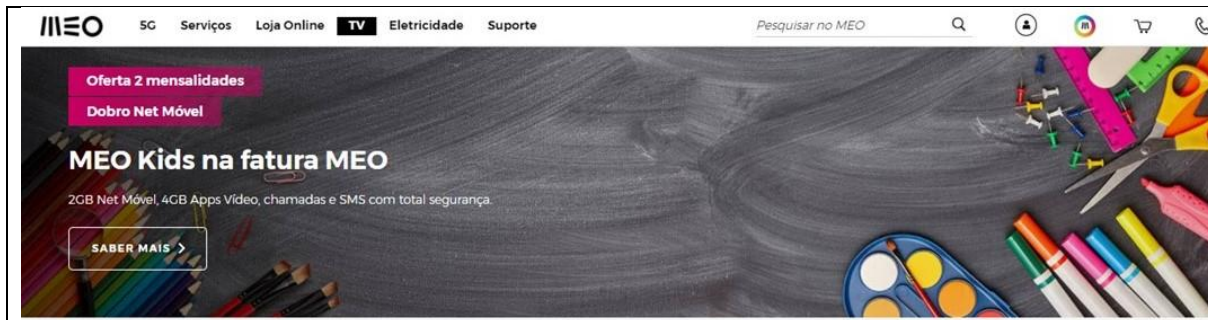 MEO 5G Serviços Loja Online TV Eletricidade Suporte Pesquisar no MEO m
Oferta 2 mensalidades
Dobro Net Móvel
MEO Kids na fatura MEO
2GB Net Móvel, 4GB Apps Vídeo, chamadas e SMS com total segurança.
SABER MAIS